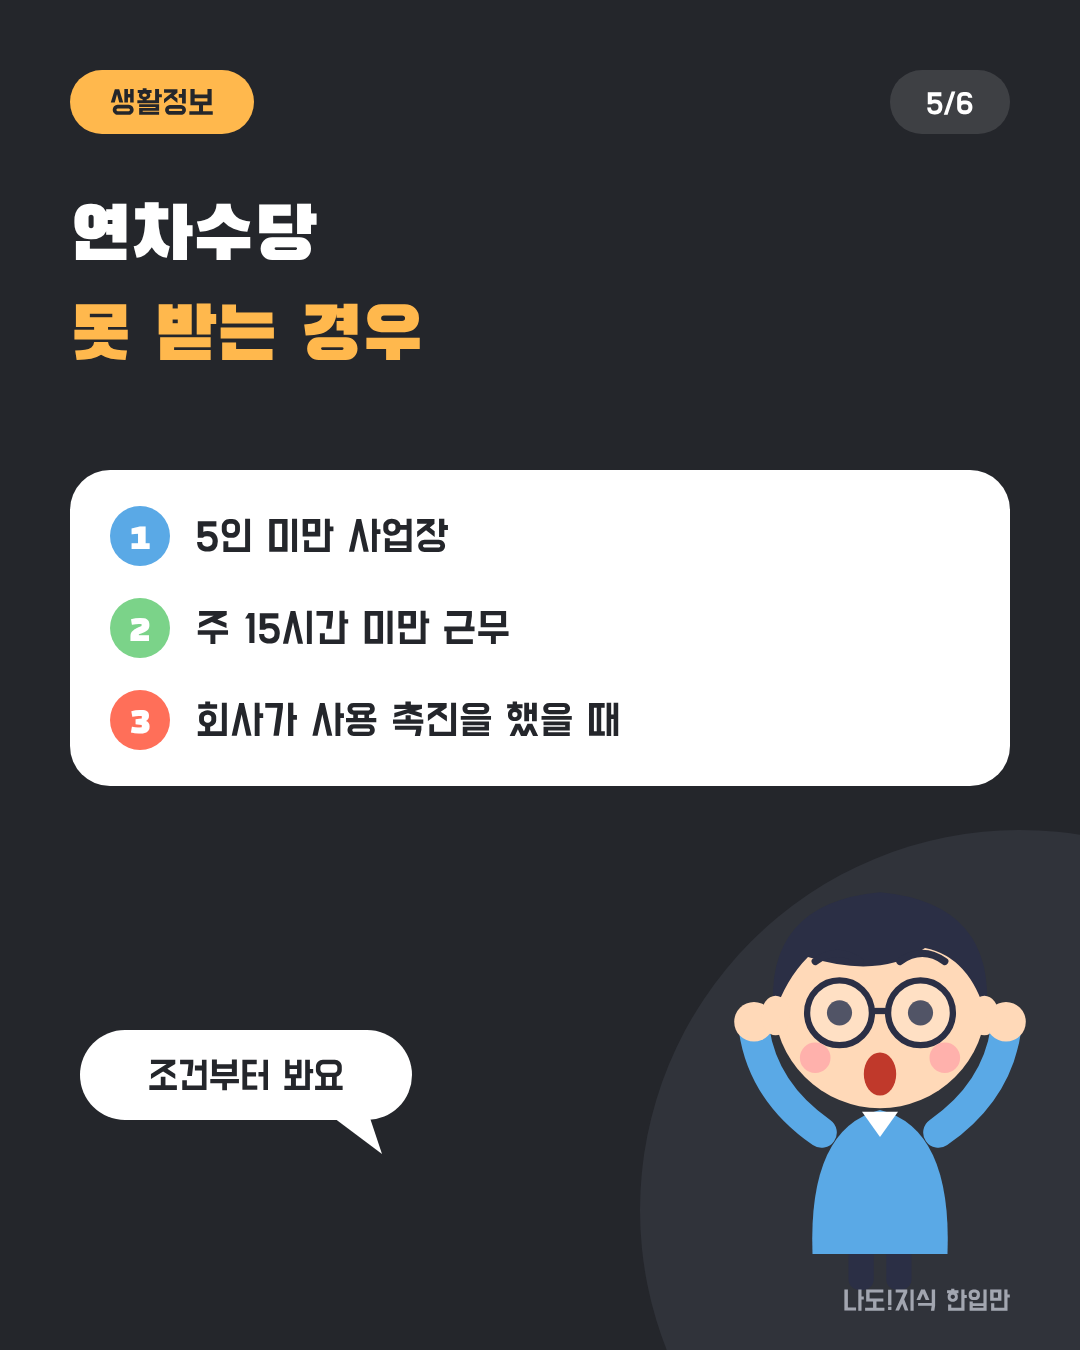 생활정보
5/6
연차수당
못 받는 경우
1 5인 미만 사업장
2 주 15시간 미만 근무
3 회사가 사용 촉진을 했을 때
조건부터 봐요
나도!지식 한입만